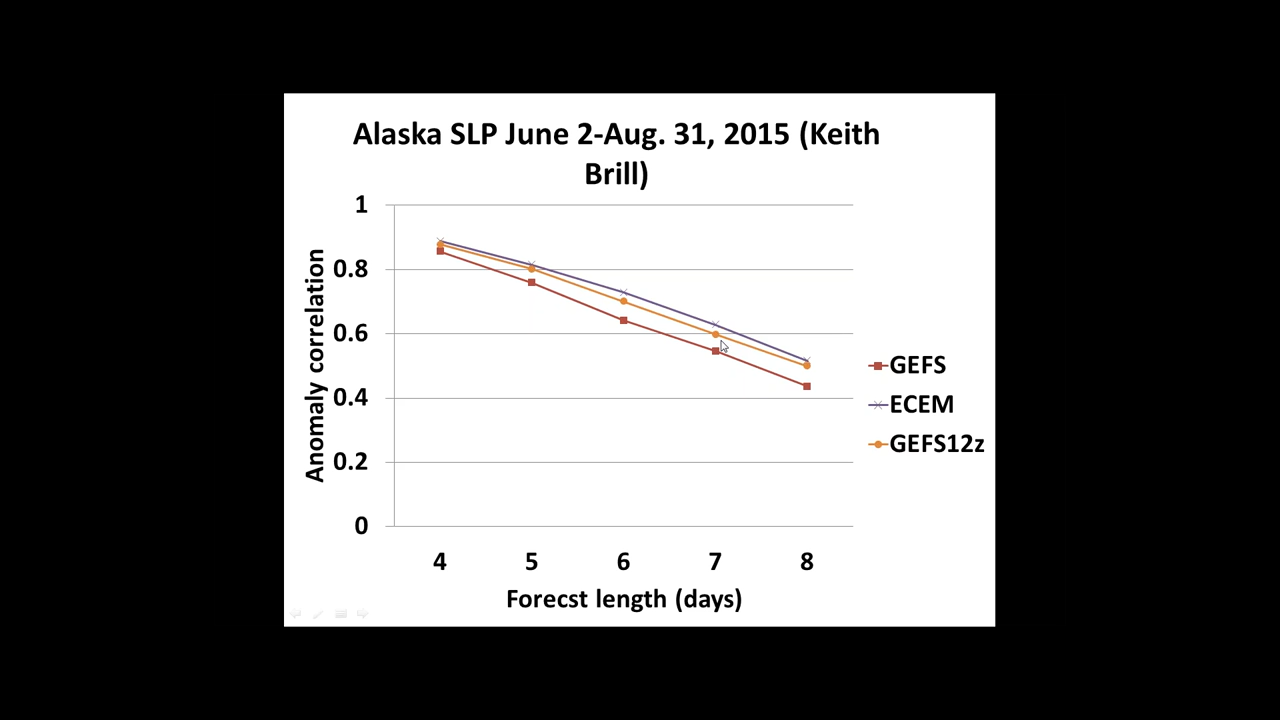 Alaska SLP June 2-Aug. 31, 2015 (Keith
Brill)
1
0.8
0.6
0.4
0.2
0
Anomaly correlation
4 5 6 7 8
Forecst length (days)
GEFS
ECEM
GEFS12z